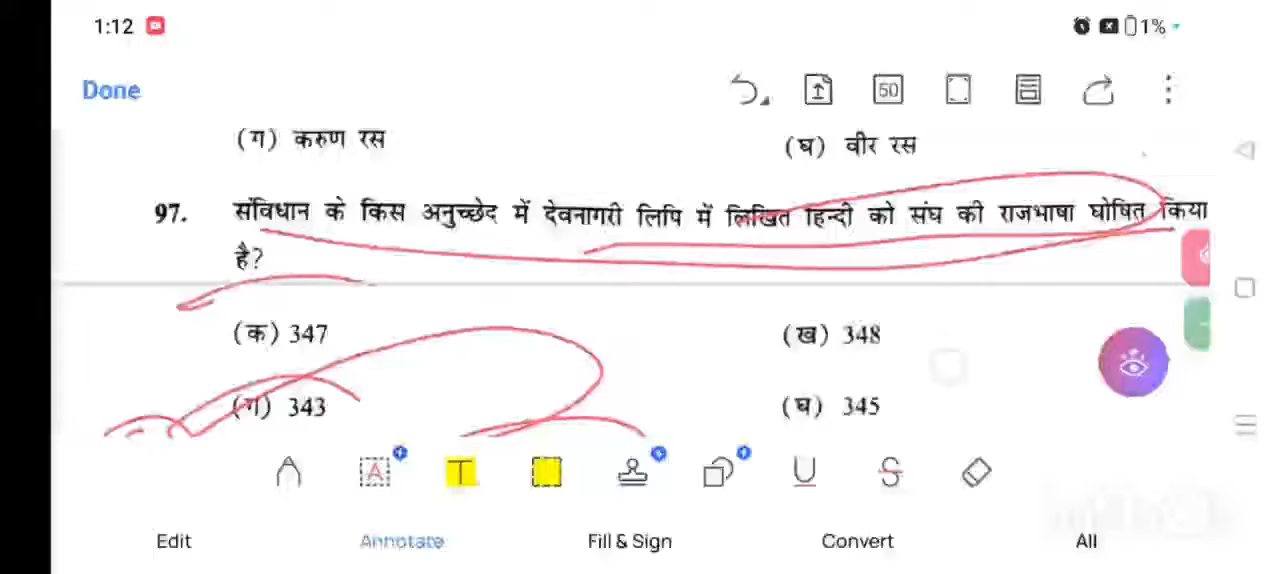 1:12
1%
Done
50
(ग) करुण रस
(घ) वीर रस
97. संविधान के किस अनुच्छेद में देवनागरी लिपि में लिखित हिन्दी को संघ की राजभाषा घोषित किया
है?
(क) 347
(ख) 348
(ग) 343
(घ) 345
A
T
U
S
Edit
Annotate
Fill & Sign
Convert
All